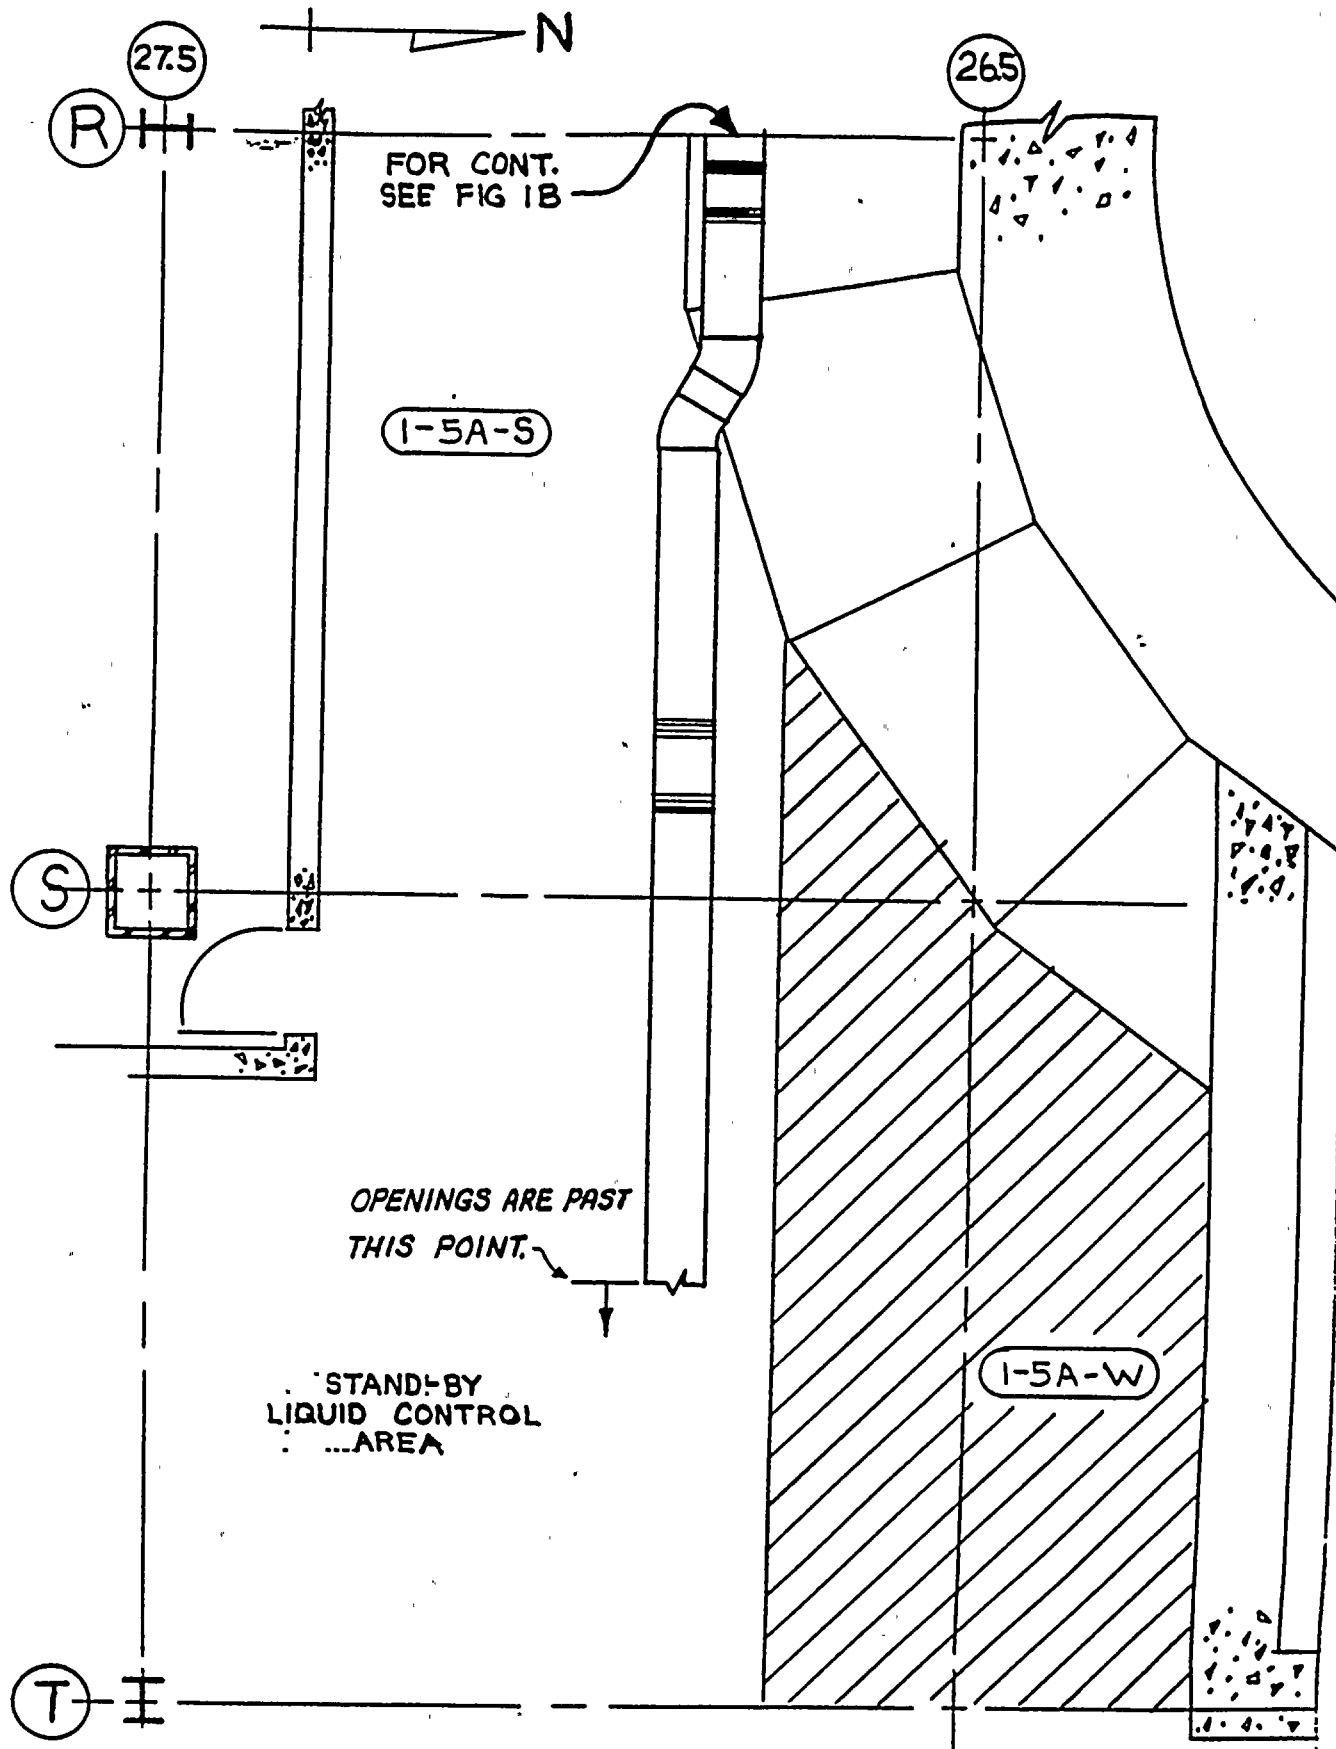 N
27.5
26.5
R
FOR CONT.
SEE FIG 1B
1-5A-S
S
OPENINGS ARE PAST
THIS POINT.
1-5A-W
STAND-BY
LIQUID CONTROL
AREA
T